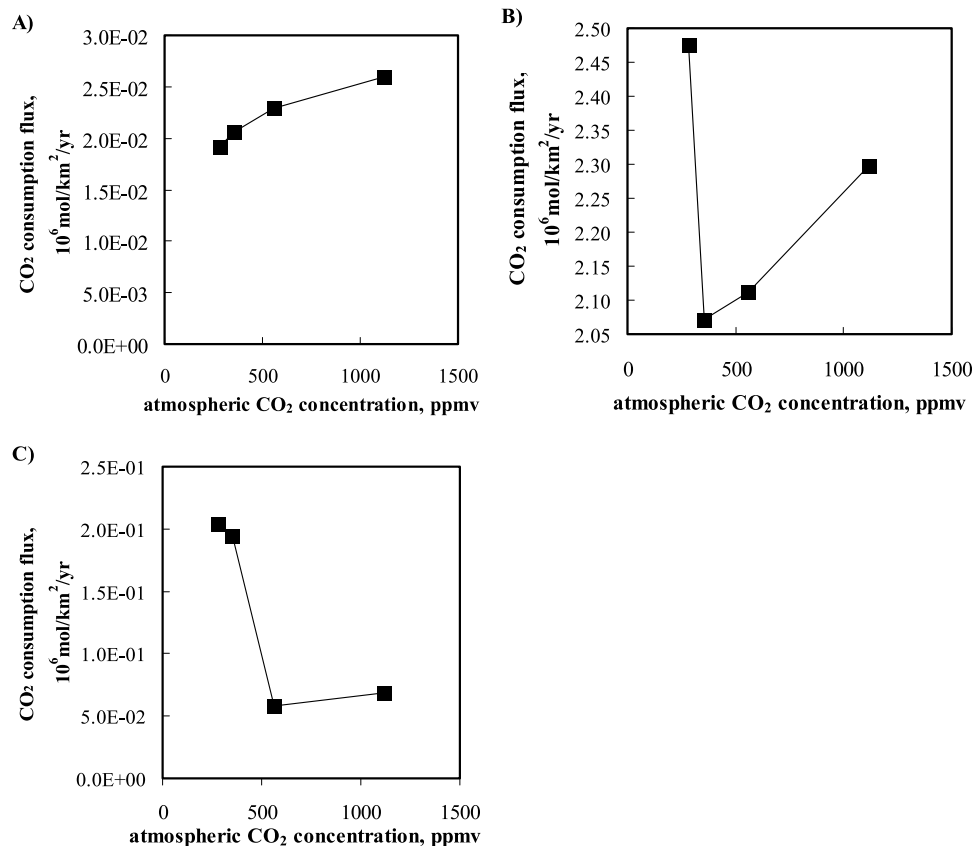 A)
3.0E-02
2.5E-02
2.0E-02
1.5E-02
1.0E-02
5.0E-03
0.0E+00
CO₂ consumption flux,
10⁶mol/km²/yr
0 500 1000 1500
atmospheric CO₂ concentration, ppmv
B)
2.50
2.45
2.40
2.35
2.30
2.25
2.20
2.15
2.10
2.05
CO₂ consumption flux,
10⁶mol/km²/yr
0 500 1000 1500
atmospheric CO₂ concentration, ppmv
C)
2.5E-01
2.0E-01
1.5E-01
1.0E-01
5.0E-02
0.0E+00
CO₂ consumption flux,
10⁶mol/km²/yr
0 500 1000 1500
atmospheric CO₂ concentration, ppmv